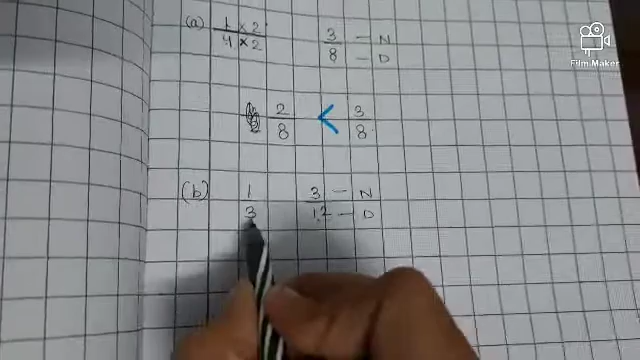 (a) 1 × 2 3 – N
4 × 2 8 – D
2 < 3
8 8
(b) 1 3 – N
3 12 – D
Film Maker